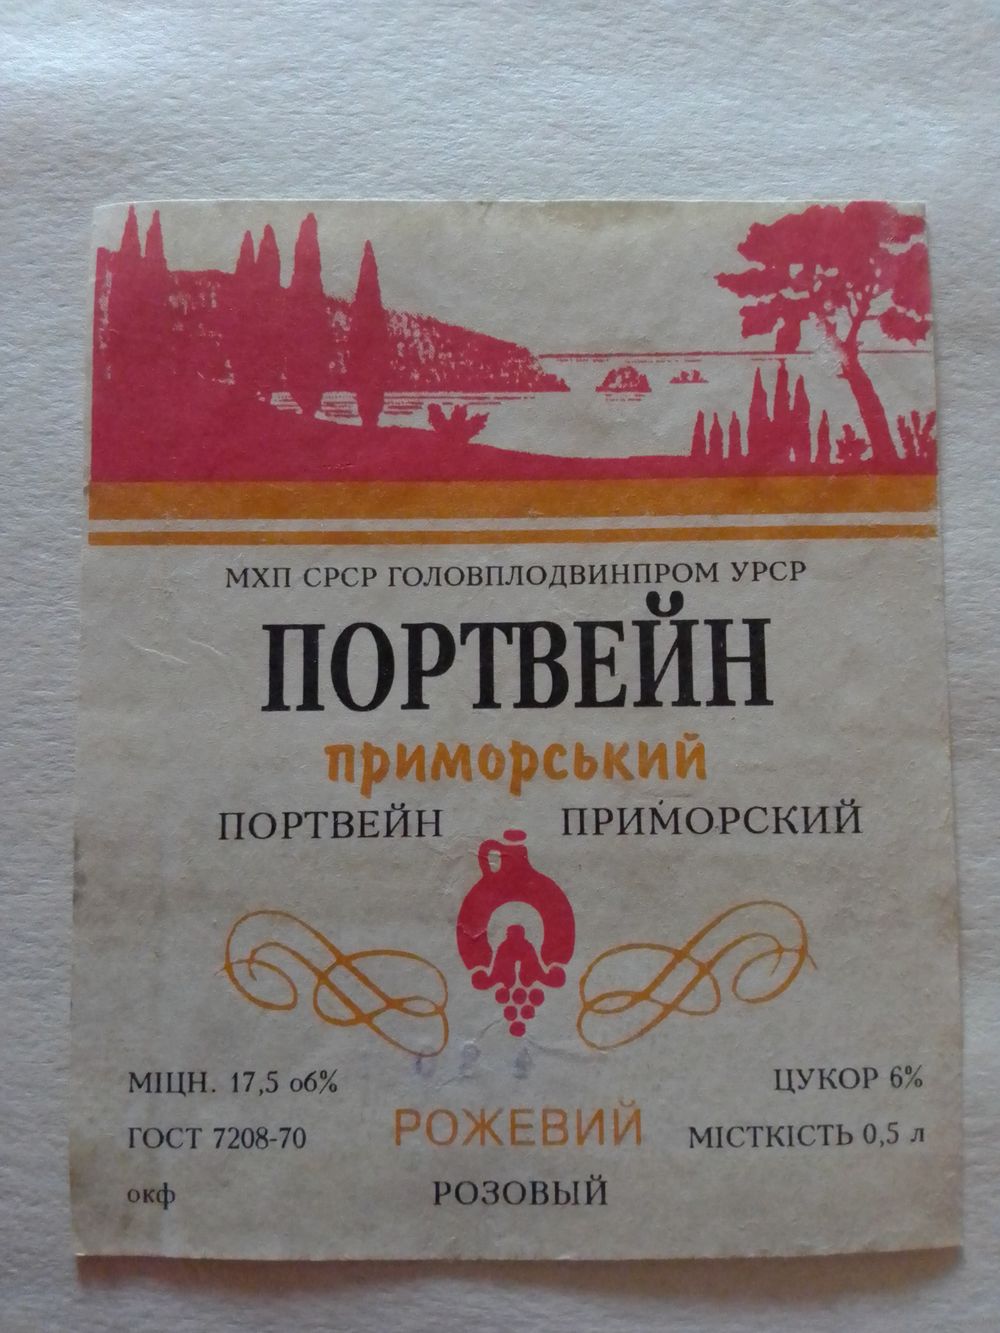 МХП СРСР ГОЛОВПЛОДВИНПРОМ УРСР
ПОРТВЕЙН
приморський
ПОРТВЕЙН ПРИМОРСКИЙ
МІЦН. 17,5 об% ЦУКОР 6%
ГОСТ 7208-70 РОЖЕВИЙ МІСТКІСТЬ 0,5 л
окф РОЗОВЫЙ